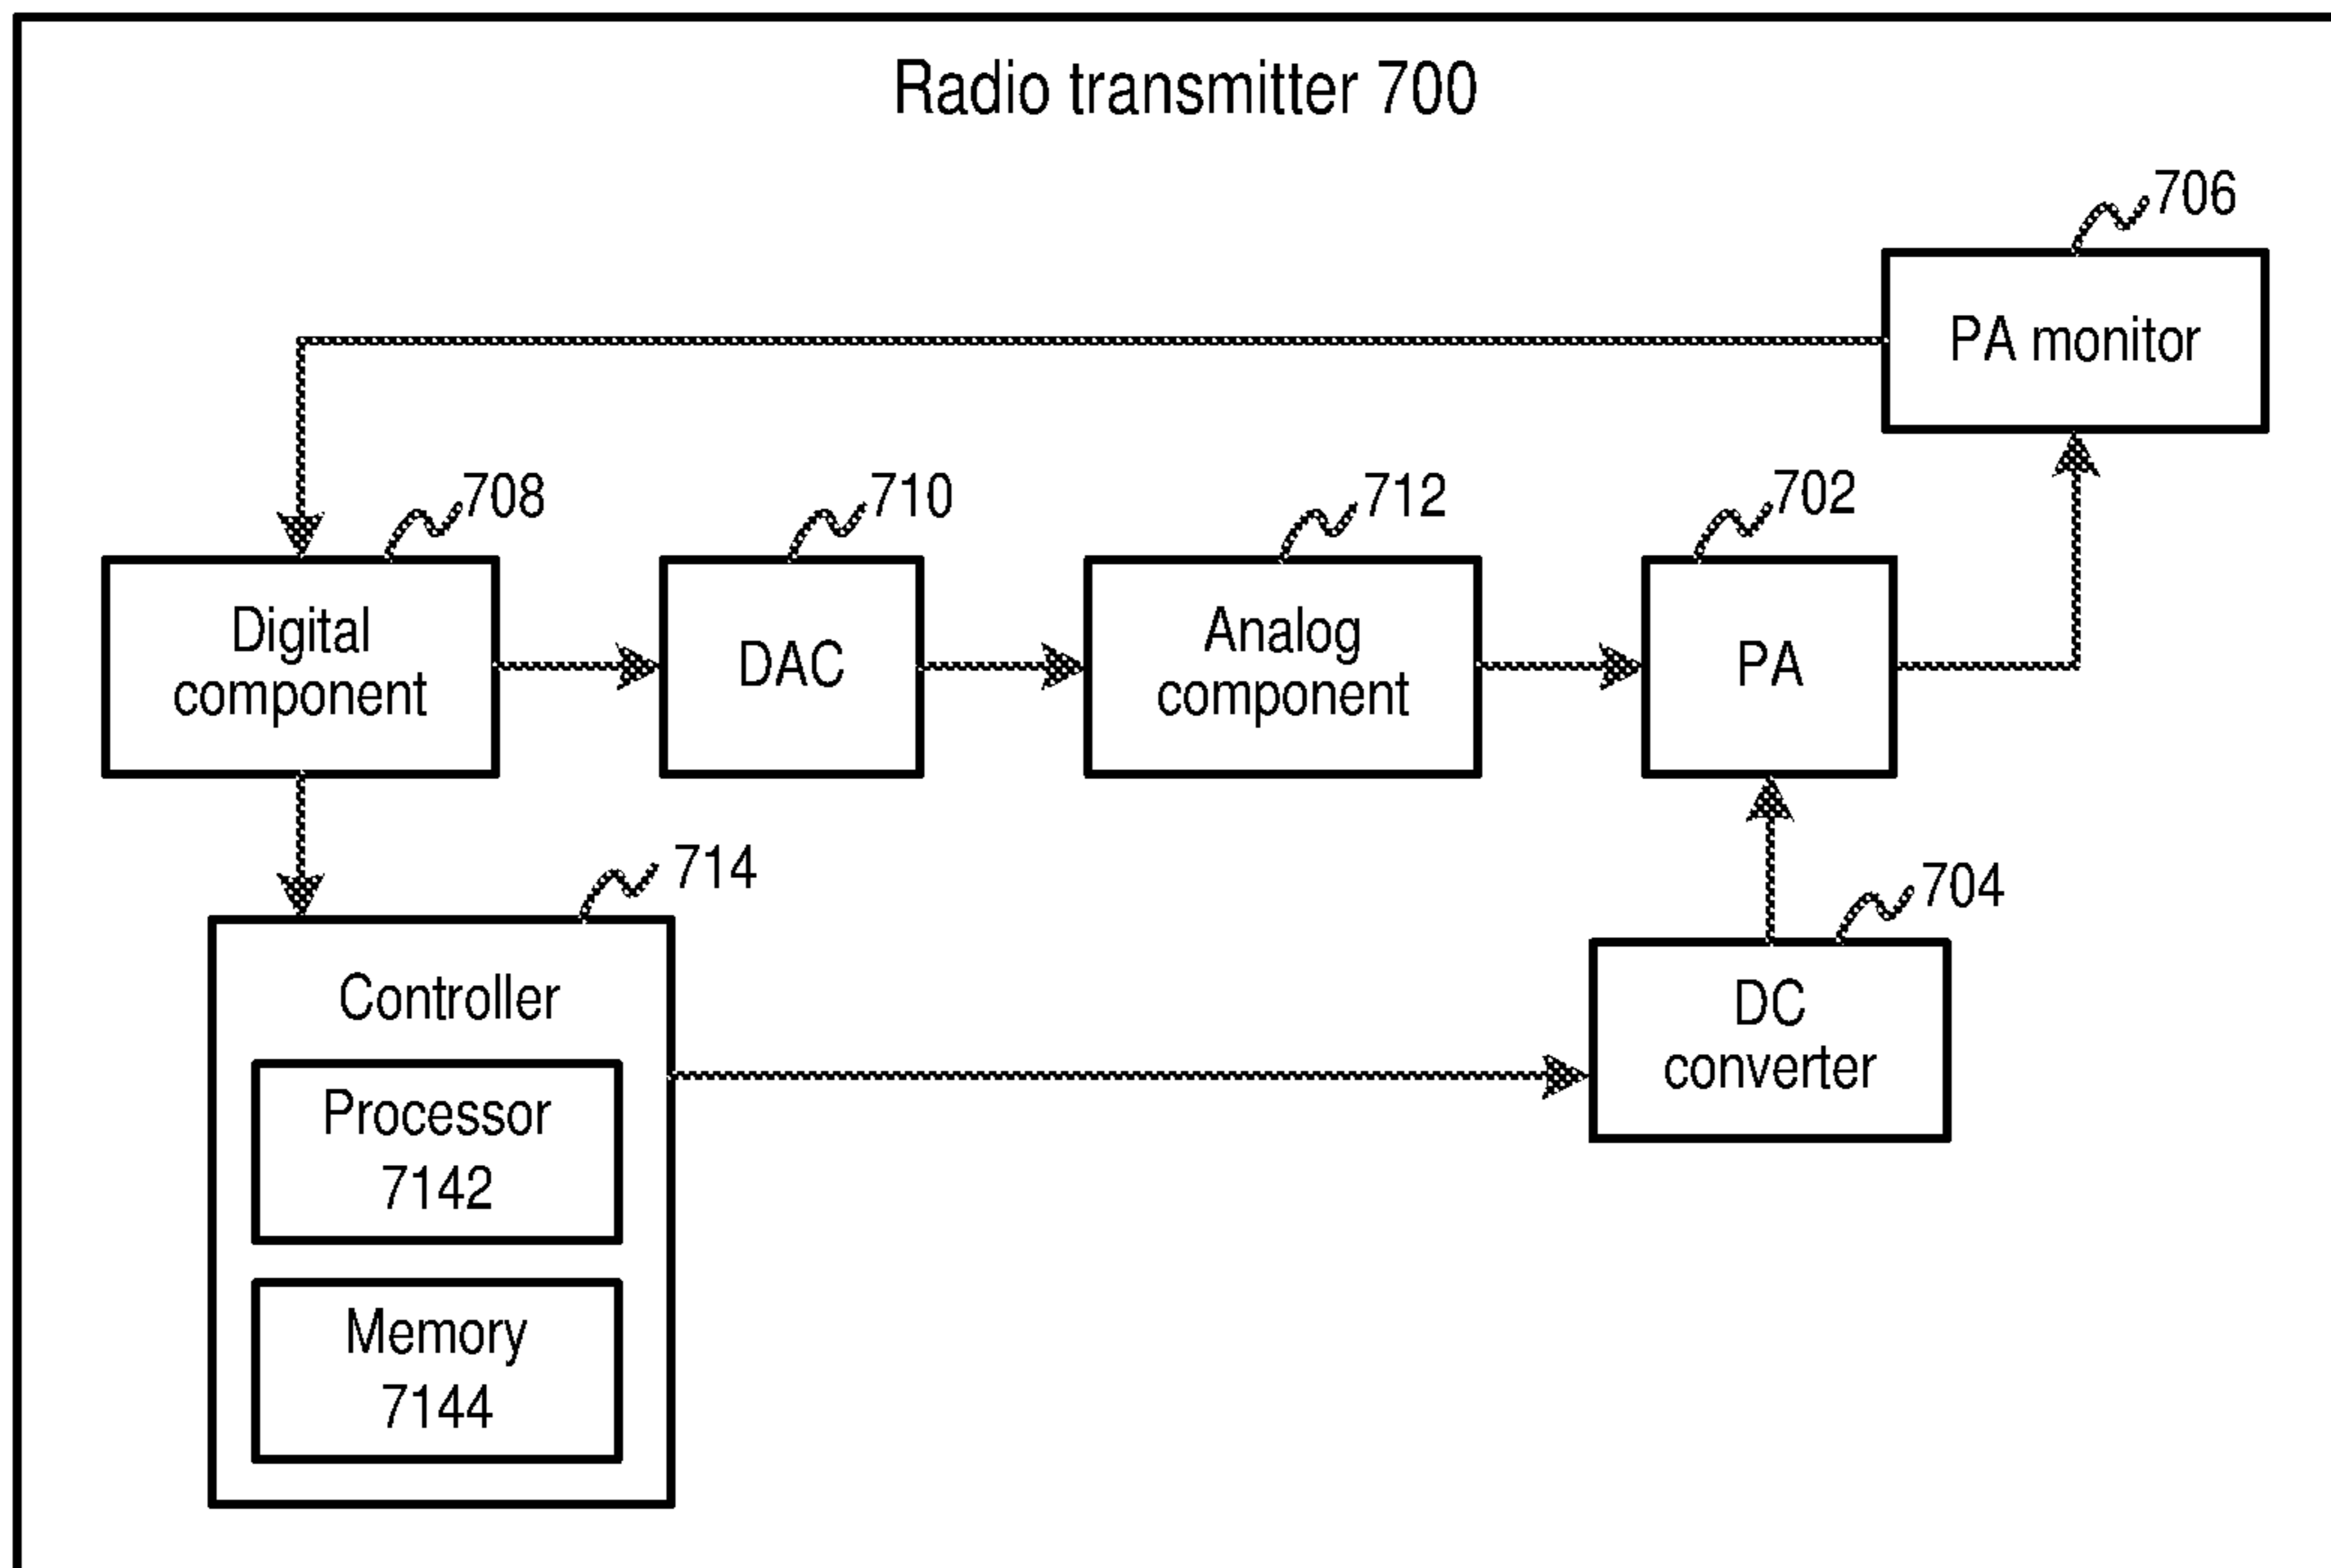 Radio transmitter 700
706
PA monitor
708
710
712
702
Digital
component
DAC
Analog
component
PA
714
704
Controller
DC
converter
Processor
7142
Memory
7144